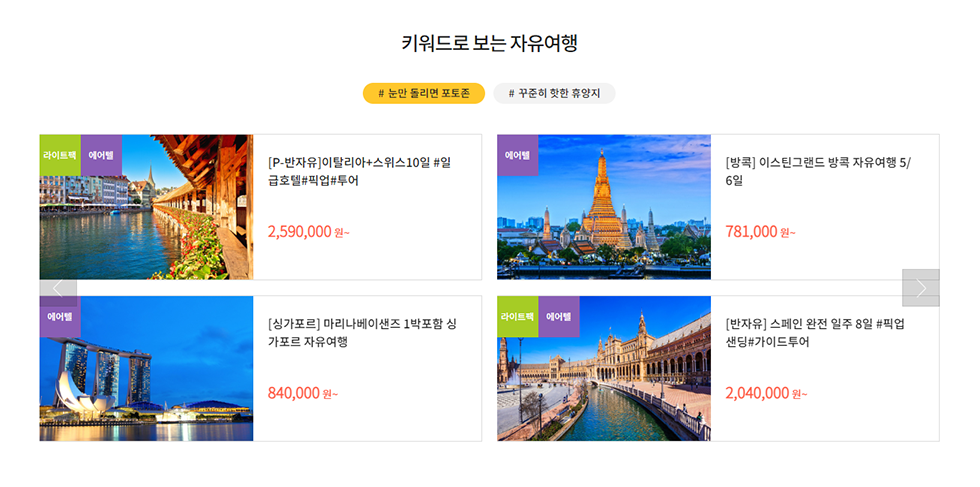 키워드로 보는 자유여행
# 눈만 돌리면 포토존
# 꾸준히 핫한 휴양지
라이트팩
에어텔
[P-반자유]이탈리아+스위스10일 #일
급호텔#픽업#투어
2,590,000 원~
에어텔
[방콕] 이스틴그랜드 방콕 자유여행 5/
6일
781,000 원~
에어텔
[싱가포르] 마리나베이샌즈 1박포함 싱
가포르 자유여행
840,000 원~
라이트팩
에어텔
[반자유] 스페인 완전 일주 8일 #픽업
샌딩#가이드투어
2,040,000 원~